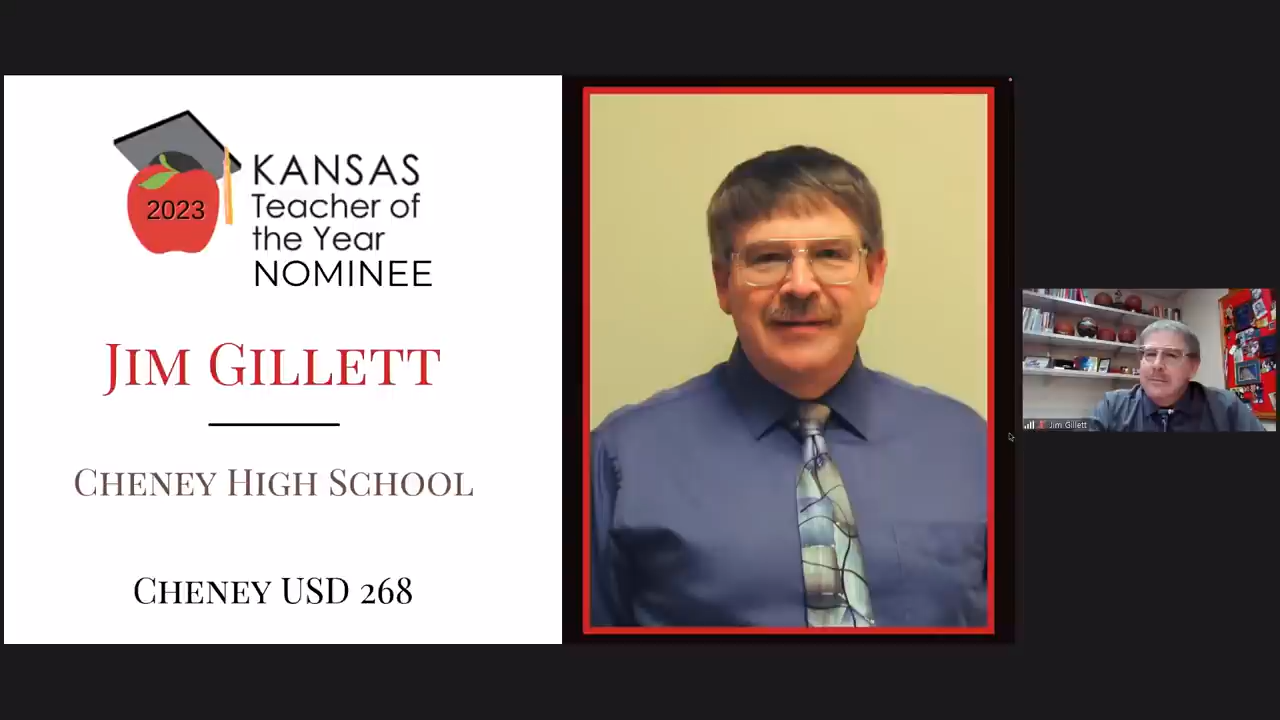 2023
KANSAS
Teacher of
the Year
NOMINEE
Jim Gillett
Cheney High School
Cheney USD 268
Jim Gillett